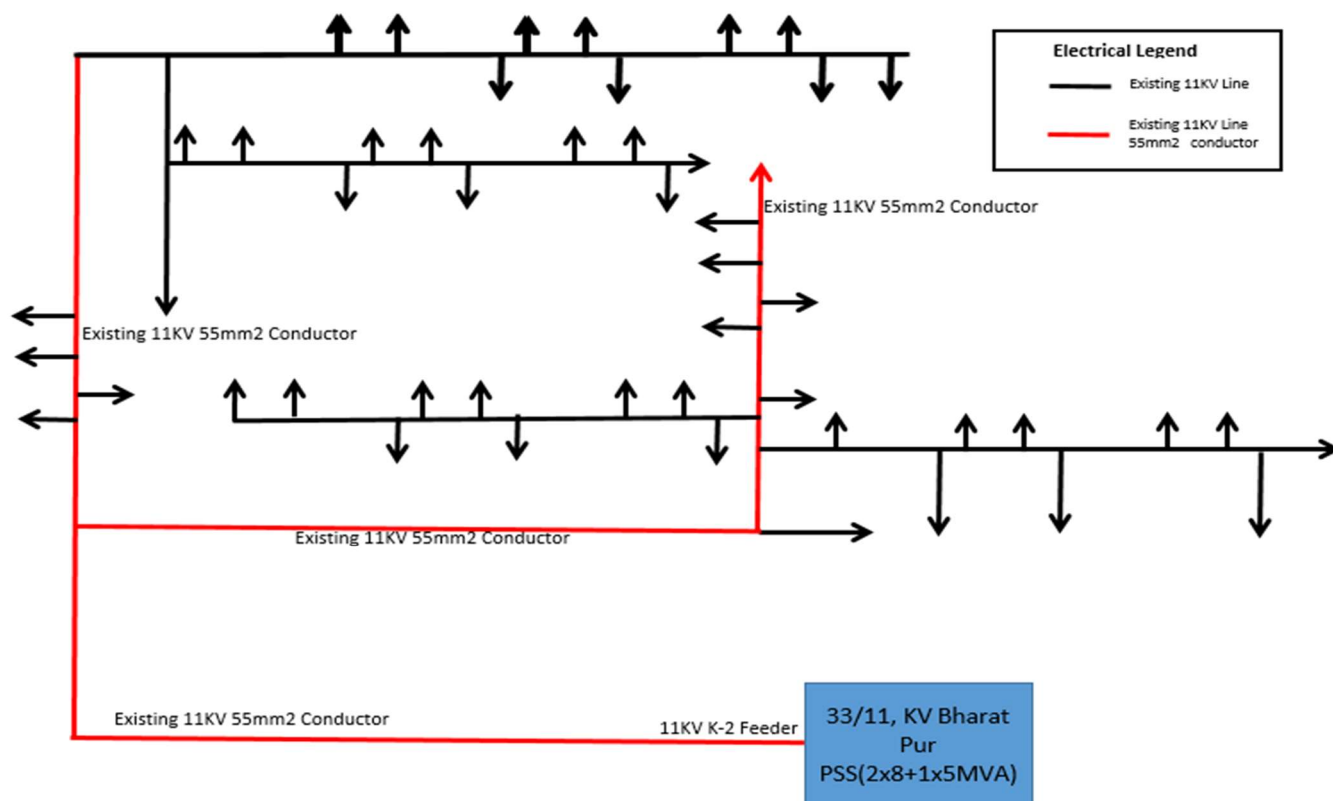 Electrical Legend
Existing 11KV Line
Existing 11KV Line
55mm2 conductor
Existing 11KV 55mm2 Conductor
Existing 11KV 55mm2 Conductor
Existing 11KV 55mm2 Conductor
Existing 11KV 55mm2 Conductor
11KV K-2 Feeder
33/11, KV Bharat
Pur
PSS(2x8+1x5MVA)